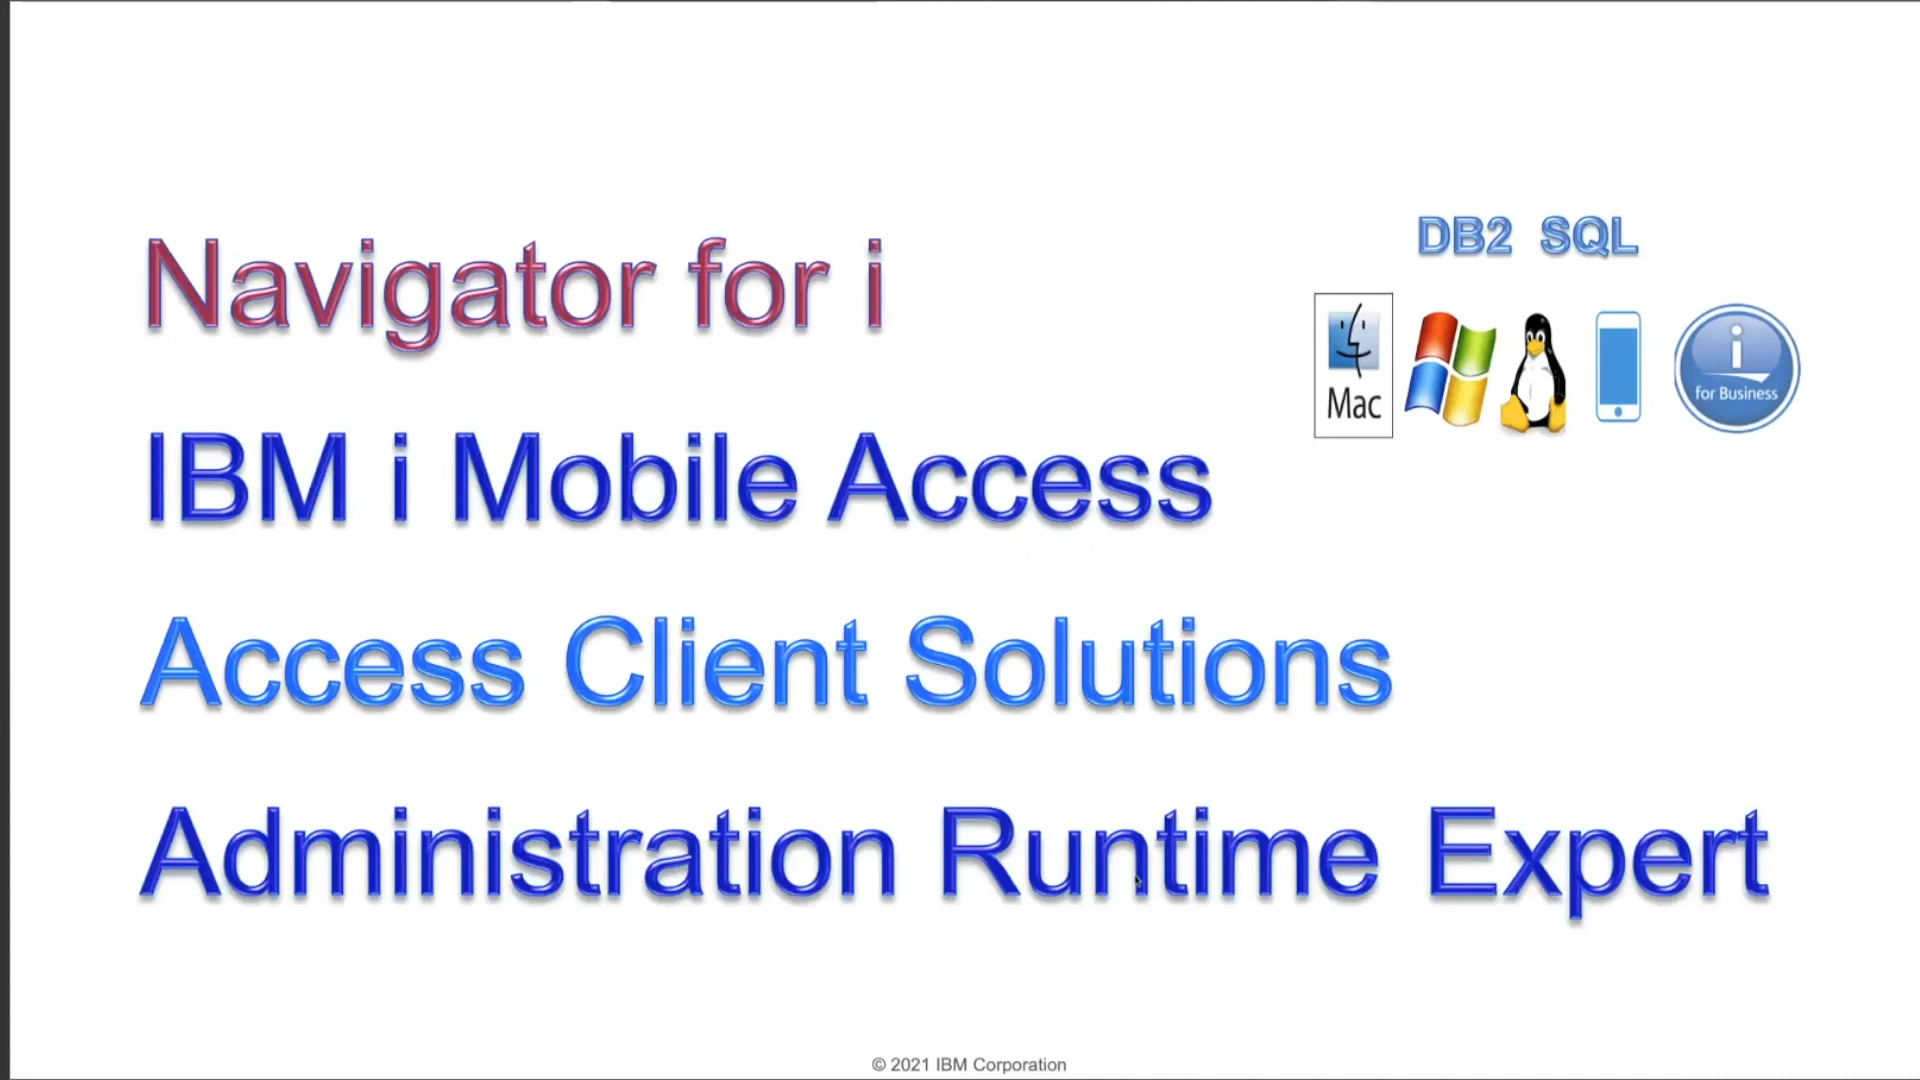 Navigator for i
DB2 SQL
Mac
i
for Business
IBM i Mobile Access
Access Client Solutions
Administration Runtime Expert
© 2021 IBM Corporation